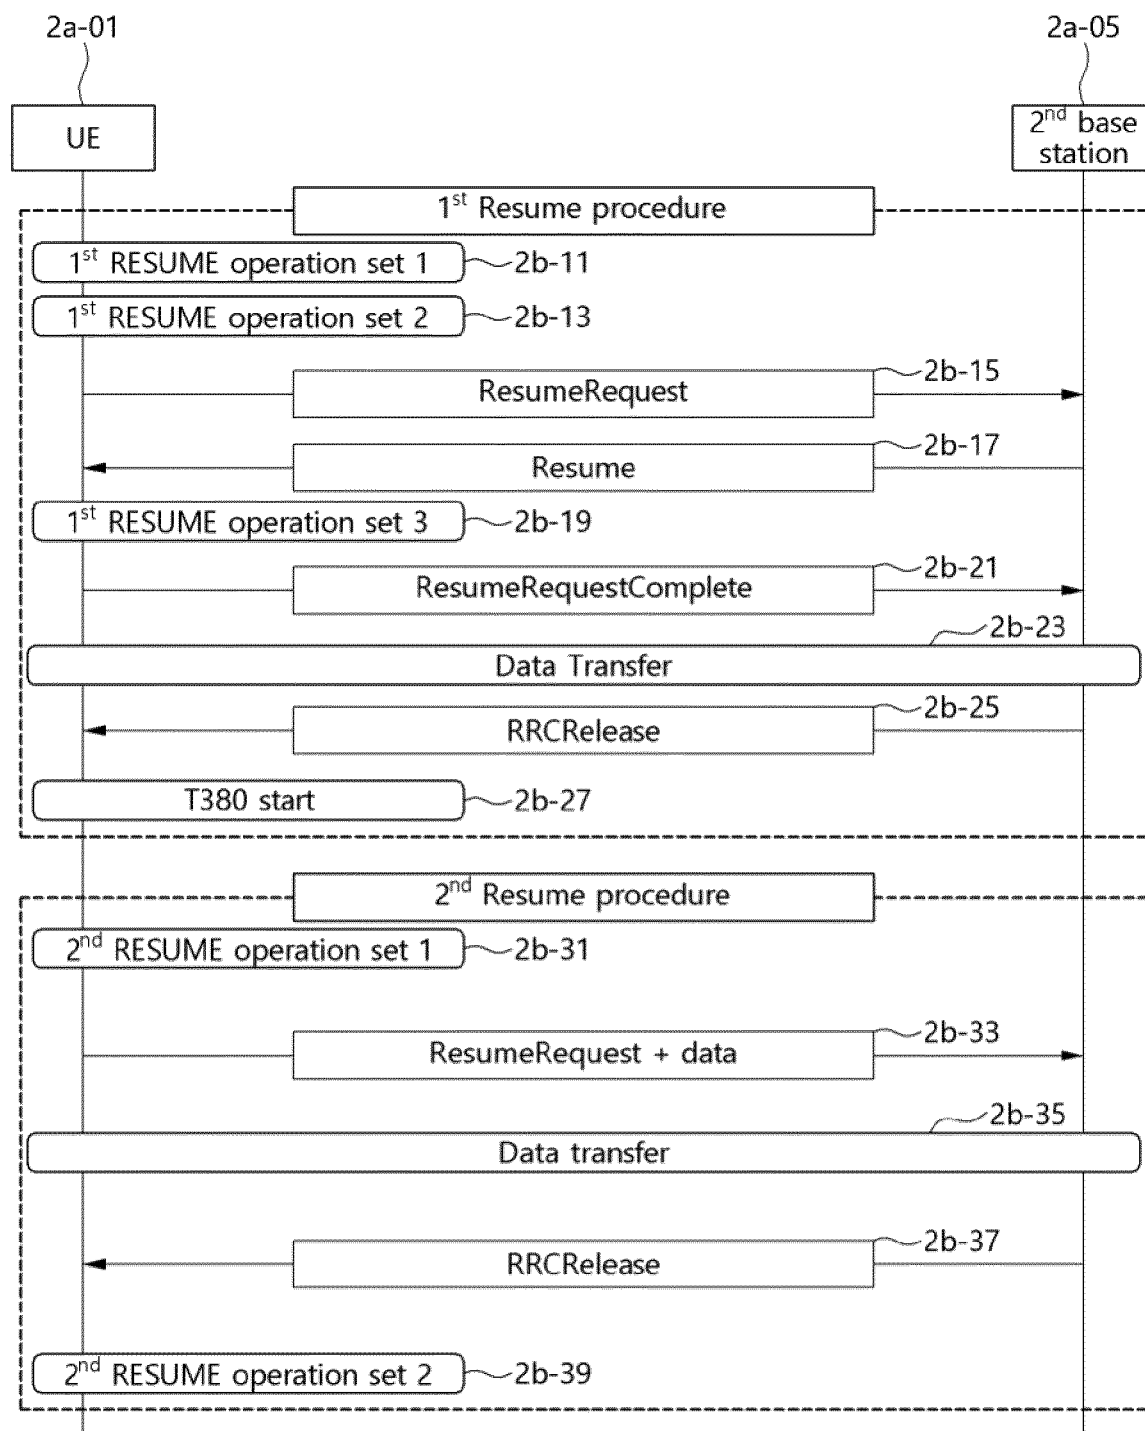 2a-01
2a-05
UE
2nd base
station
1st Resume procedure
1st RESUME operation set 1
2b-11
1st RESUME operation set 2
2b-13
2b-15
ResumeRequest
2b-17
Resume
1st RESUME operation set 3
2b-19
2b-21
ResumeRequestComplete
2b-23
Data Transfer
2b-25
RRCRelease
T380 start
2b-27
2nd Resume procedure
2nd RESUME operation set 1
2b-31
2b-33
ResumeRequest + data
2b-35
Data transfer
2b-37
RRCRelease
2nd RESUME operation set 2
2b-39